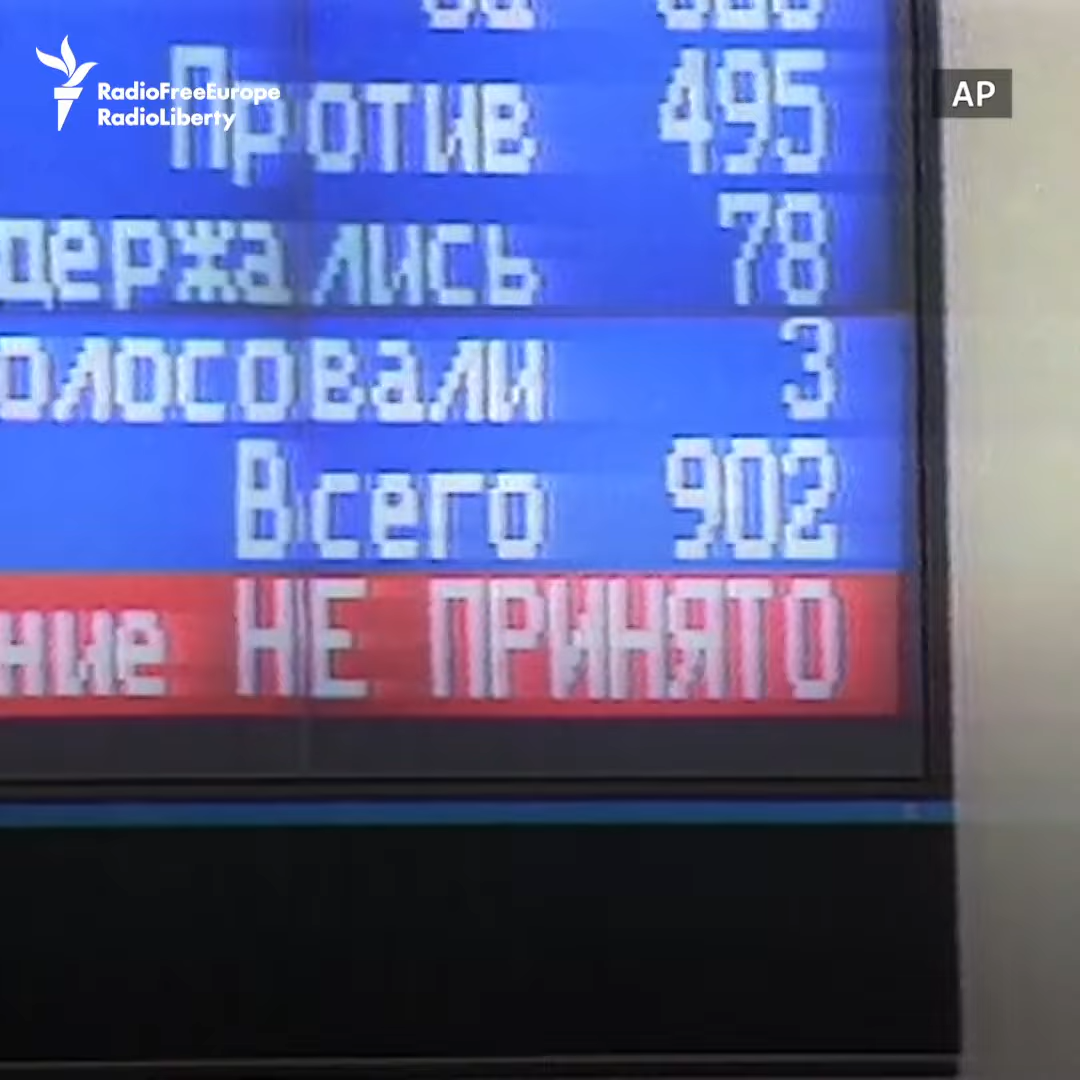 RadioFreeEurope
RadioLiberty
AP
Против 495
держались 78
олосовали 3
Всего 902
ние НЕ ПРИНЯТО